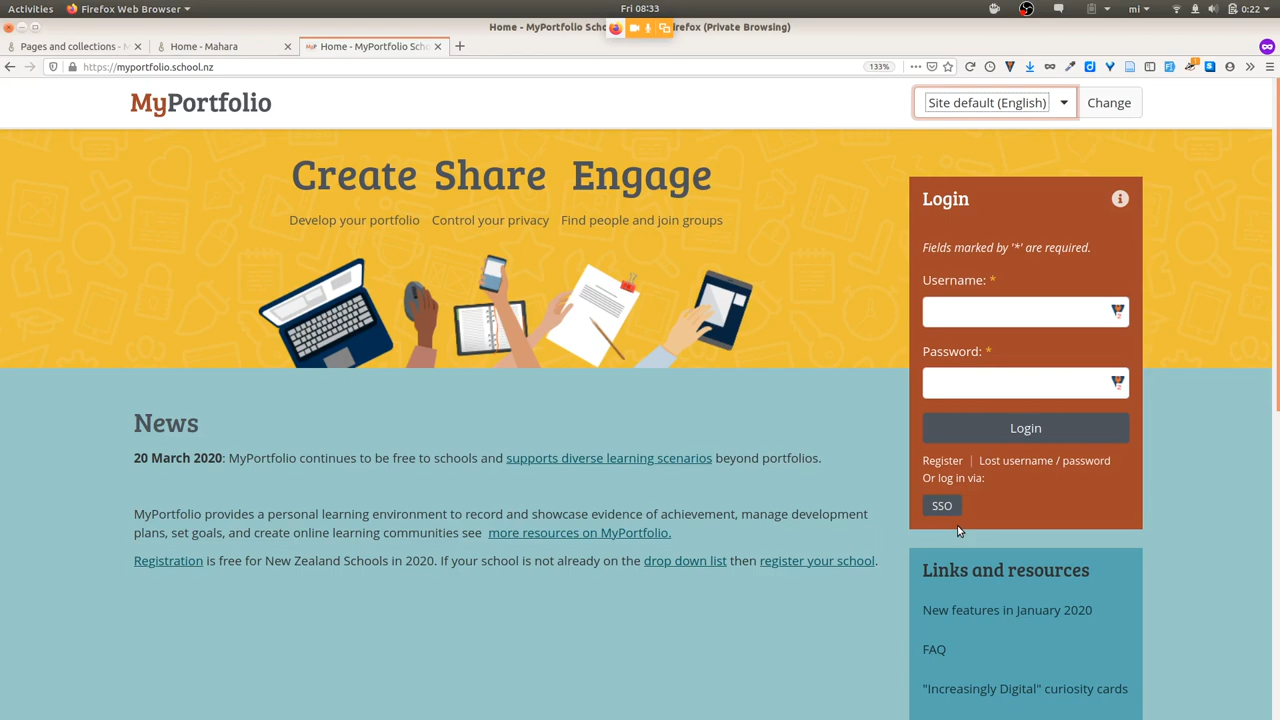 Activities
Firefox Web Browser
Fri 08:33
mi
0:22
Home - MyPortfolio Scho
irefox (Private Browsing)
Pages and collections - M
Home - Mahara
Home - MyPortfolio Scho
https://myportfolio.school.nz
133%
MyPortfolio
Site default (English)
Change
Create Share Engage
Develop your portfolio Control your privacy Find people and join groups
Login
Fields marked by '*' are required.
Username: *
Password: *
Login
Register | Lost username / password
Or log in via:
SSO
News
20 March 2020: MyPortfolio continues to be free to schools and supports diverse learning scenarios beyond portfolios.
MyPortfolio provides a personal learning environment to record and showcase evidence of achievement, manage development
plans, set goals, and create online learning communities see more resources on MyPortfolio.
Registration is free for New Zealand Schools in 2020. If your school is not already on the drop down list then register your school.
Links and resources
New features in January 2020
FAQ
"Increasingly Digital" curiosity cards